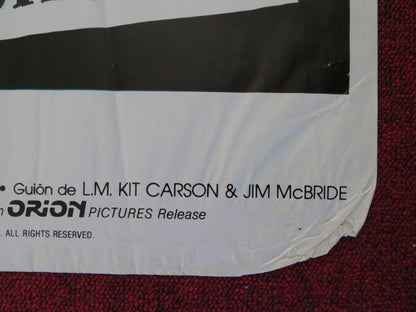 • Guión de L.M. KIT CARSON & JIM McBRIDE
ORION PICTURES Release
ALL RIGHTS RESERVED.